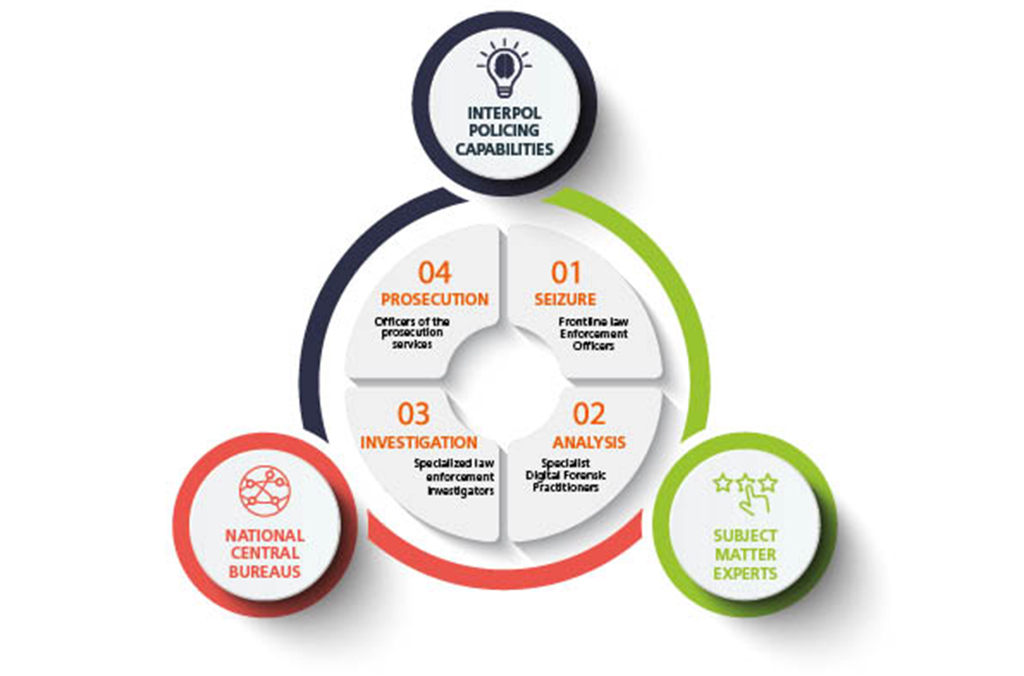 INTERPOL
POLICING
CAPABILITIES
04
PROSECUTION
Officers of the
prosecution
services
01
SEIZURE
Frontline law
Enforcement
Officers
03
INVESTIGATION
Specialized law
enforcement
Investigators
02
ANALYSIS
Specialist
Digital Forensic
Practitioners
NATIONAL
CENTRAL
BUREAUS
SUBJECT
MATTER
EXPERTS